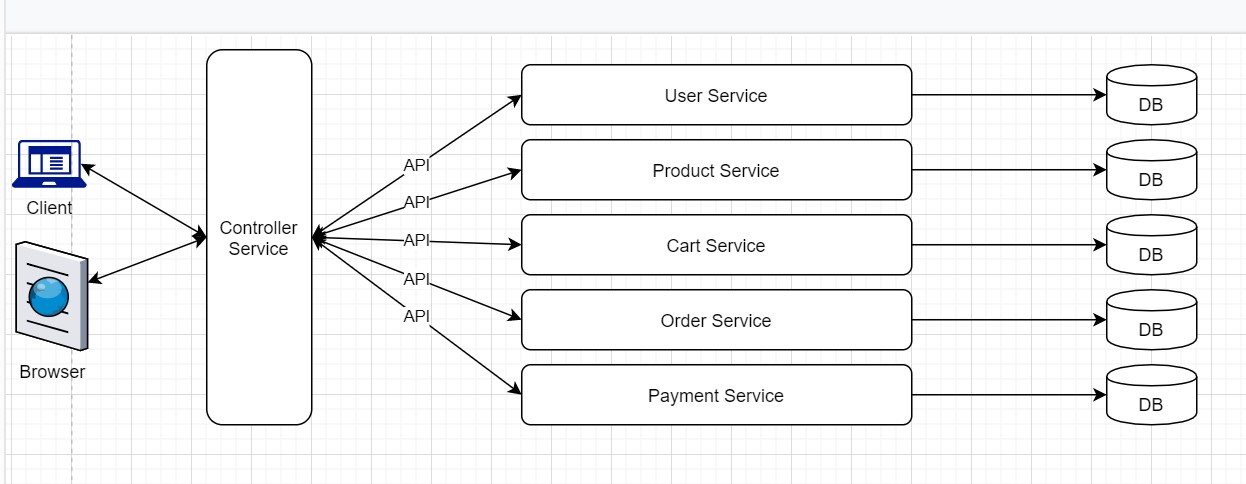 Client
Browser
Controller
Service
API
API
API
API
API
User Service
Product Service
Cart Service
Order Service
Payment Service
DB
DB
DB
DB
DB